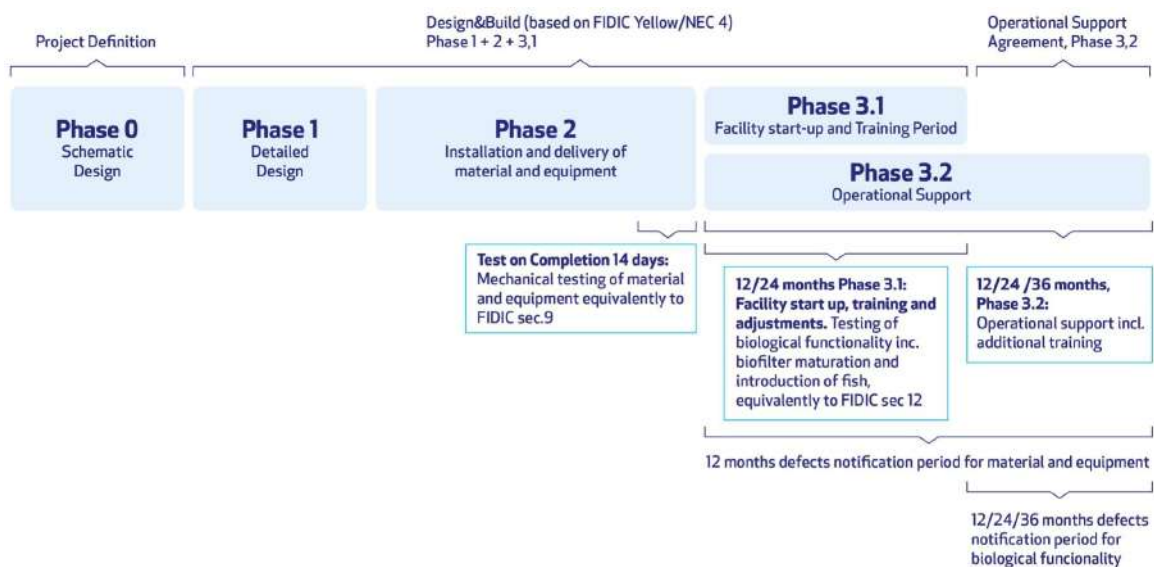 Project Definition
Design&Build (based on FIDIC Yellow/NEC 4)
Phase 1 + 2 + 3,1
Operational Support
Agreement, Phase 3,2
Phase 0
Schematic
Design
Phase 1
Detailed
Design
Phase 2
Installation and delivery of
material and equipment
Phase 3.1
Facility start-up and Training Period
Phase 3.2
Operational Support
Test on Completion 14 days:
Mechanical testing of material
and equipment equivalently to
FIDIC sec.9
12/24 months Phase 3.1:
Facility start up, training and
adjustments. Testing of
biological functionality inc.
biofilter maturation and
introduction of fish,
equivalently to FIDIC sec 12
12/24 /36 months,
Phase 3.2:
Operational support incl.
additional training
12 months defects notification period for material and equipment
12/24/36 months defects
notification period for
biological funcionality